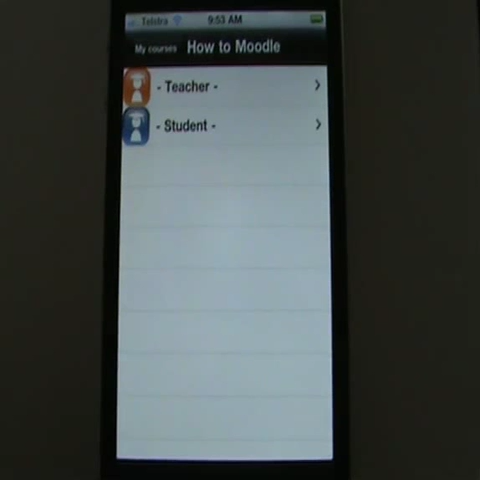 Telstra 9:53 AM
My courses How to Moodle
- Teacher -
- Student -